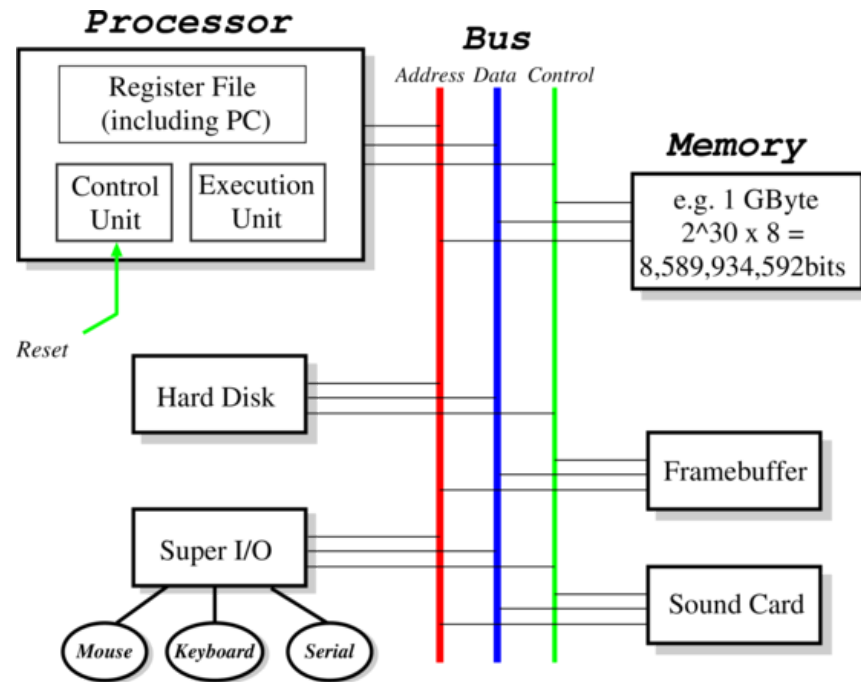 Processor
Register File
(including PC)
Control
Unit
Execution
Unit
Reset
Bus
Address Data Control
Memory
e.g. 1 GByte
2^30 x 8 =
8,589,934,592bits
Hard Disk
Framebuffer
Super I/O
Sound Card
Mouse
Keyboard
Serial